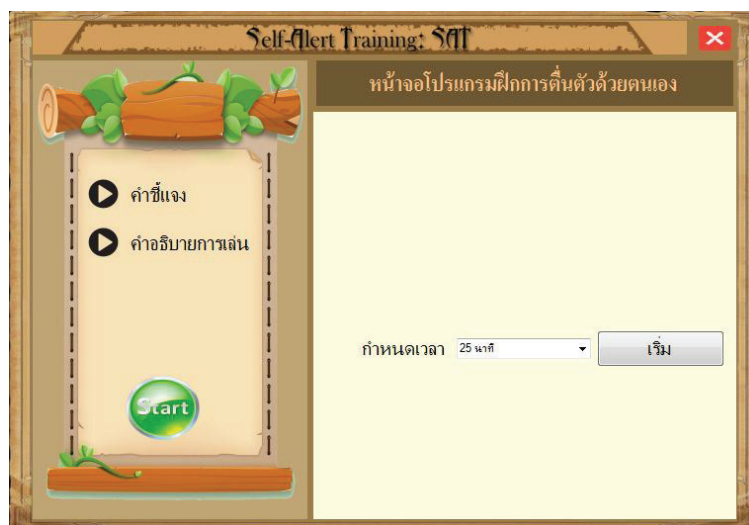 Self-Alert Training: SAT
หน้าจอโปรแกรมฝึกการตื่นตัวด้วยตนเอง
คำชี้แจง
คำอธิบายการเล่น
กำหนดเวลา 25 นาที เริ่ม
Start